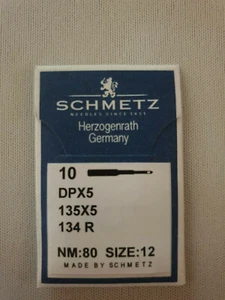 SCHMETZ
NEEDLES SINCE 1851
Herzogenrath
Germany
10
DPX5
135X5
134 R
NM:80 SIZE:12
MADE BY SCHMETZ